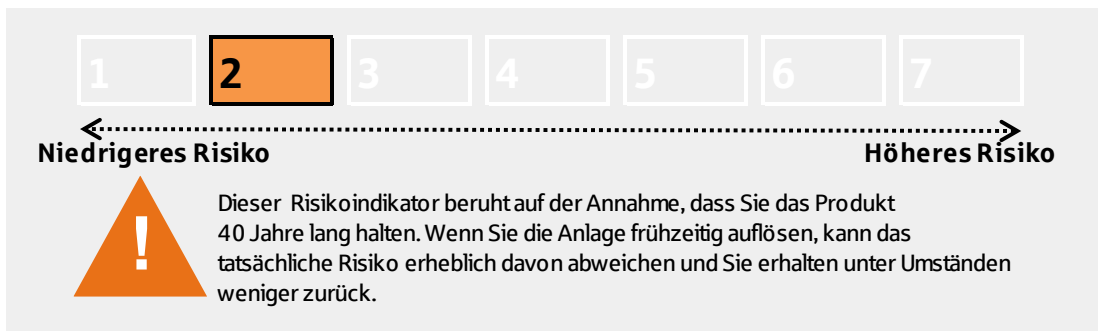 1 2 3 4 5 6 7
Niedrigeres Risiko Höheres Risiko
!
Dieser Risikoindikator beruht auf der Annahme, dass Sie das Produkt
40 Jahre lang halten. Wenn Sie die Anlage frühzeitig auflösen, kann das
tatsächliche Risiko erheblich davon abweichen und Sie erhalten unter Umständen
weniger zurück.